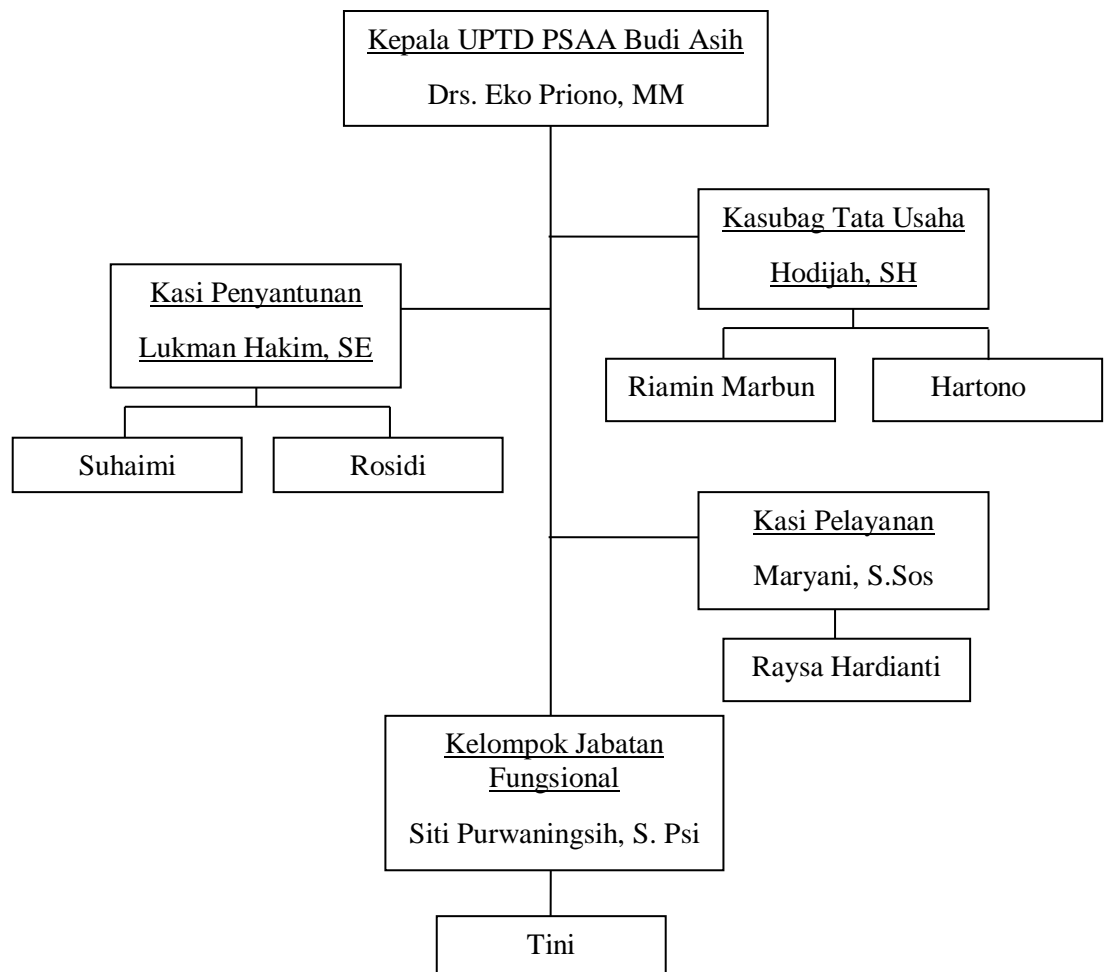 Kepala UPTD PSAA Budi Asih
Drs. Eko Priono, MM
Kasubag Tata Usaha
Hodijah, SH
Kasi Penyantunan
Lukman Hakim, SE
Riamin Marbun
Hartono
Suhaimi
Rosidi
Kasi Pelayanan
Maryani, S.Sos
Raysa Hardianti
Kelompok Jabatan
Fungsional
Siti Purwaningsih, S. Psi
Tini